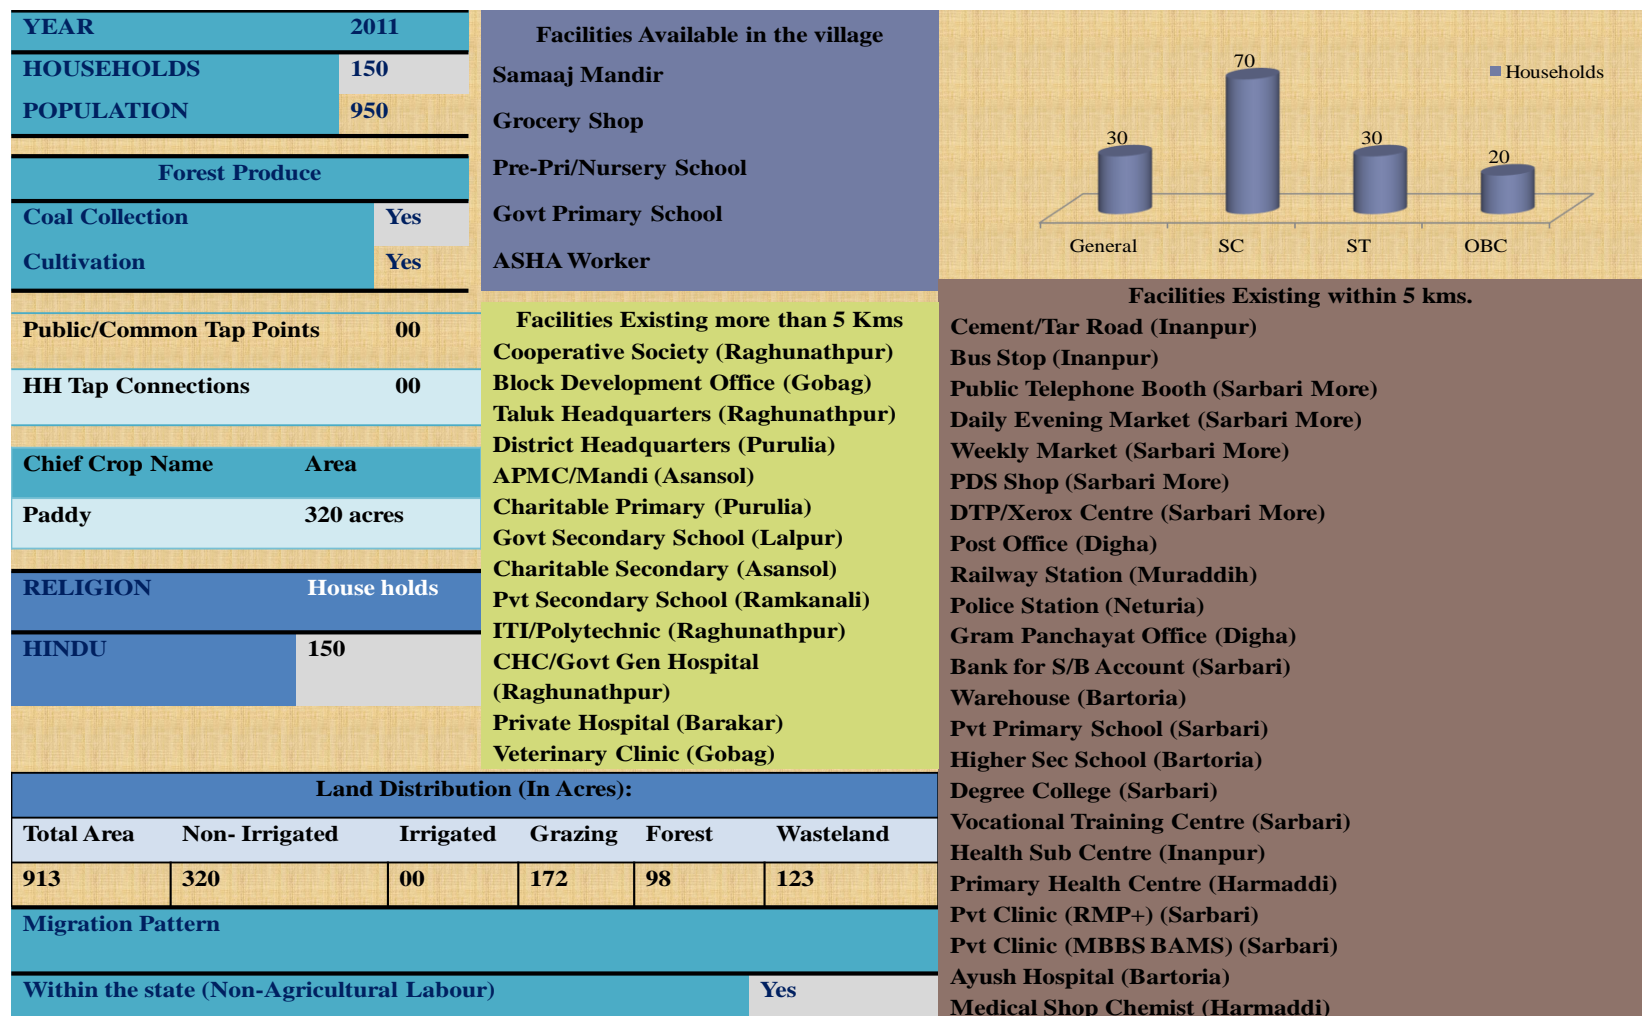 YEAR 2011
HOUSEHOLDS 150
POPULATION 950
Forest Produce
Coal Collection Yes
Cultivation Yes
Public/Common Tap Points 00
HH Tap Connections 00
Chief Crop Name Area
Paddy 320 acres
RELIGION House holds
HINDU 150
Facilities Available in the village
Samaaj Mandir
Grocery Shop
Pre-Pri/Nursery School
Govt Primary School
ASHA Worker
Facilities Existing more than 5 Kms
Cooperative Society (Raghunathpur)
Block Development Office (Gobag)
Taluk Headquarters (Raghunathpur)
District Headquarters (Purulia)
APMC/Mandi (Asansol)
Charitable Primary (Purulia)
Govt Secondary School (Lalpur)
Charitable Secondary (Asansol)
Pvt Secondary School (Ramkanali)
ITI/Polytechnic (Raghunathpur)
CHC/Govt Gen Hospital
(Raghunathpur)
Private Hospital (Barakar)
Veterinary Clinic (Gobag)
Land Distribution (In Acres):
Total Area Non- Irrigated Irrigated Grazing Forest Wasteland
913 320 00 172 98 123
Migration Pattern
Within the state (Non-Agricultural Labour) Yes
70
Households
30 30
20
General SC ST OBC
Facilities Existing within 5 kms.
Cement/Tar Road (Inanpur)
Bus Stop (Inanpur)
Public Telephone Booth (Sarbari More)
Daily Evening Market (Sarbari More)
Weekly Market (Sarbari More)
PDS Shop (Sarbari More)
DTP/Xerox Centre (Sarbari More)
Post Office (Digha)
Railway Station (Muraddih)
Police Station (Neturia)
Gram Panchayat Office (Digha)
Bank for S/B Account (Sarbari)
Warehouse (Bartoria)
Pvt Primary School (Sarbari)
Higher Sec School (Bartoria)
Degree College (Sarbari)
Vocational Training Centre (Sarbari)
Health Sub Centre (Inanpur)
Primary Health Centre (Harmaddi)
Pvt Clinic (RMP+) (Sarbari)
Pvt Clinic (MBBS BAMS) (Sarbari)
Ayush Hospital (Bartoria)
Medical Shop Chemist (Harmaddi)